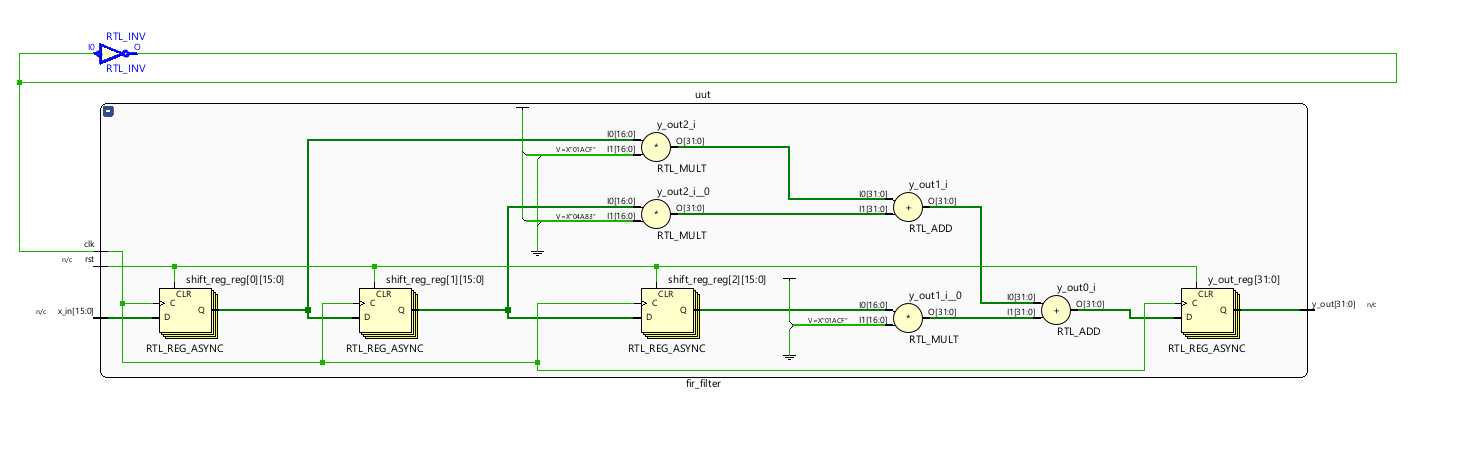 RTL_INV
I0 O
RTL_INV
uut
y_out2_i
I0[16:0] O[31:0]
V=X"01ACF" I1[16:0] *
RTL_MULT
y_out2_i__0
I0[16:0] O[31:0]
V=X"04A83" I1[16:0] *
RTL_MULT
y_out1_i
I0[31:0] O[31:0]
I1[31:0] +
RTL_ADD
clk
n/c rst
shift_reg_reg[0][15:0]
CLR
C
Q
D
RTL_REG_ASYNC
n/c x_in[15:0]
shift_reg_reg[1][15:0]
CLR
C
Q
D
RTL_REG_ASYNC
shift_reg_reg[2][15:0]
CLR
C
Q
D
RTL_REG_ASYNC
y_out1_i__0
I0[16:0] O[31:0]
V=X"01ACF" I1[16:0] *
RTL_MULT
y_out0_i
I0[31:0] O[31:0]
I1[31:0] +
RTL_ADD
y_out_reg[31:0]
CLR
C
Q
D
RTL_REG_ASYNC
y_out[31:0] n/c
fir_filter